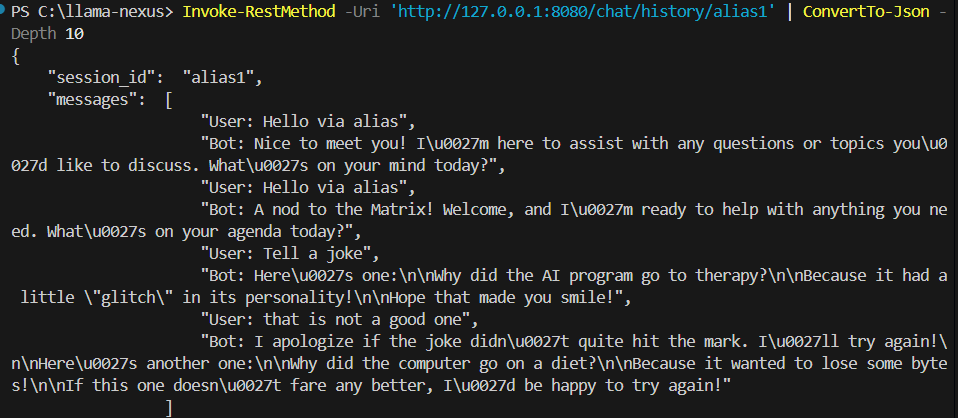 PS C:\llama-nexus> Invoke-RestMethod -Uri 'http://127.0.0.1:8080/chat/history/alias1' | ConvertTo-Json -
Depth 10
{
    "session_id":  "alias1",
    "messages":  [
                     "User: Hello via alias",
                     "Bot: Nice to meet you! I\u0027m here to assist with any questions or topics you\u0
027d like to discuss. What\u0027s on your mind today?",
                     "User: Hello via alias",
                     "Bot: A nod to the Matrix! Welcome, and I\u0027m ready to help with anything you ne
ed. What\u0027s on your agenda today?",
                     "User: Tell a joke",
                     "Bot: Here\u0027s one:\n\nWhy did the AI program go to therapy?\n\nBecause it had a
 little \"glitch\" in its personality!\n\nHope that made you smile!",
                     "User: that is not a good one",
                     "Bot: I apologize if the joke didn\u0027t quite hit the mark. I\u0027ll try again!\
n\nHere\u0027s another one:\n\nWhy did the computer go on a diet?\n\nBecause it wanted to lose some byte
s!\n\nIf this one doesn\u0027t fare any better, I\u0027d be happy to try again!"
                 ]